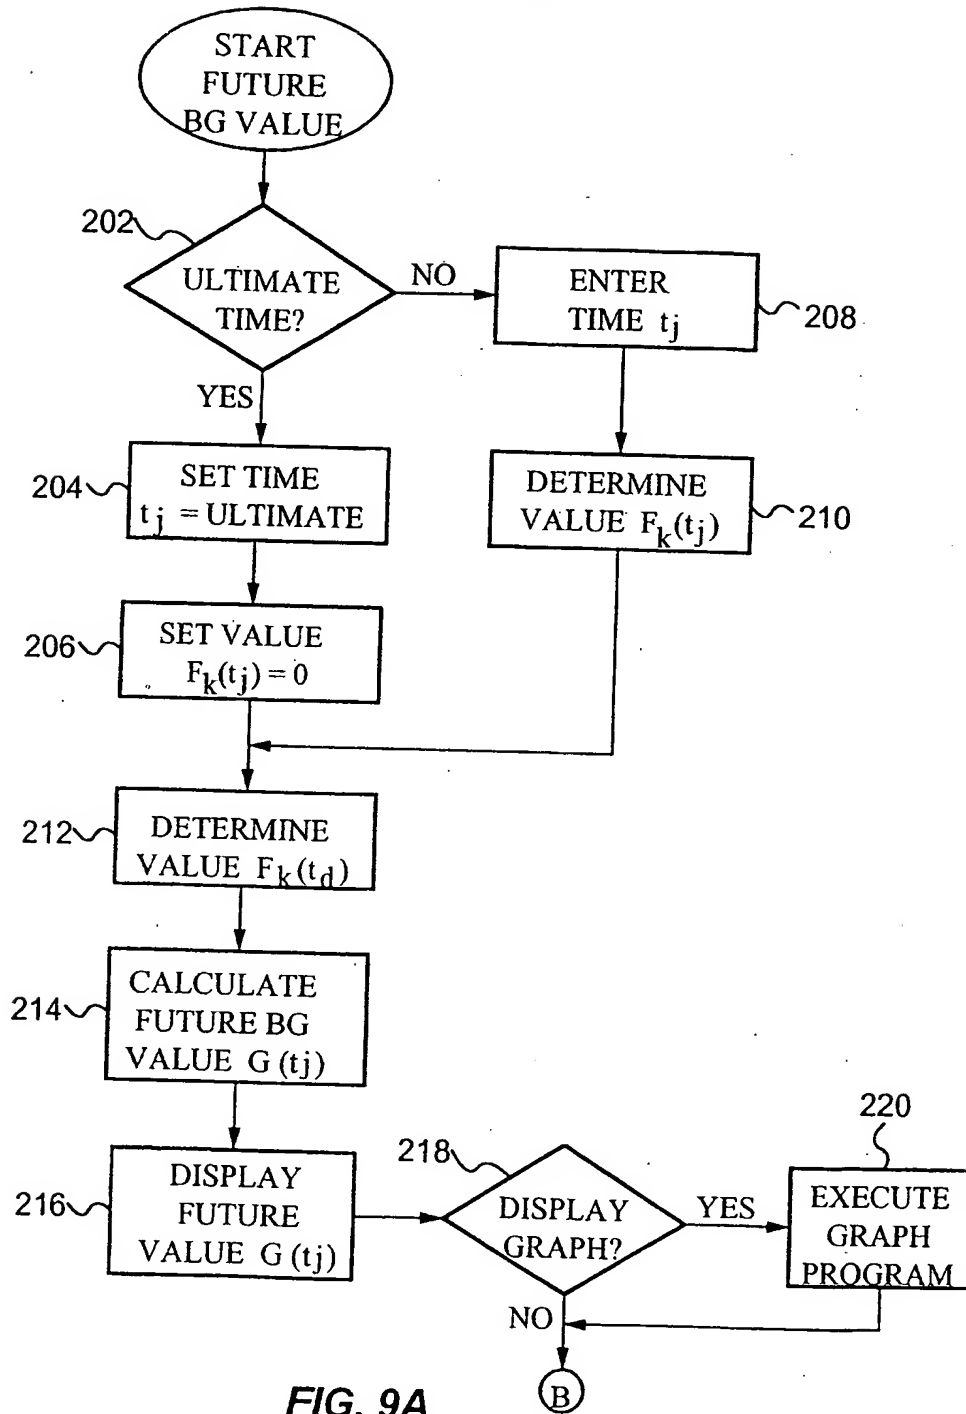 START
FUTURE
BG VALUE
202
ULTIMATE
TIME?
NO
ENTER
TIME tj
208
YES
204
SET TIME
tj = ULTIMATE
DETERMINE
VALUE Fk(tj)
210
206
SET VALUE
Fk(tj) = 0
212
DETERMINE
VALUE Fk(td)
214
CALCULATE
FUTURE BG
VALUE G(tj)
216
DISPLAY
FUTURE
VALUE G(tj)
218
DISPLAY
GRAPH?
YES
220
EXECUTE
GRAPH
PROGRAM
NO
B
FIG. 9A